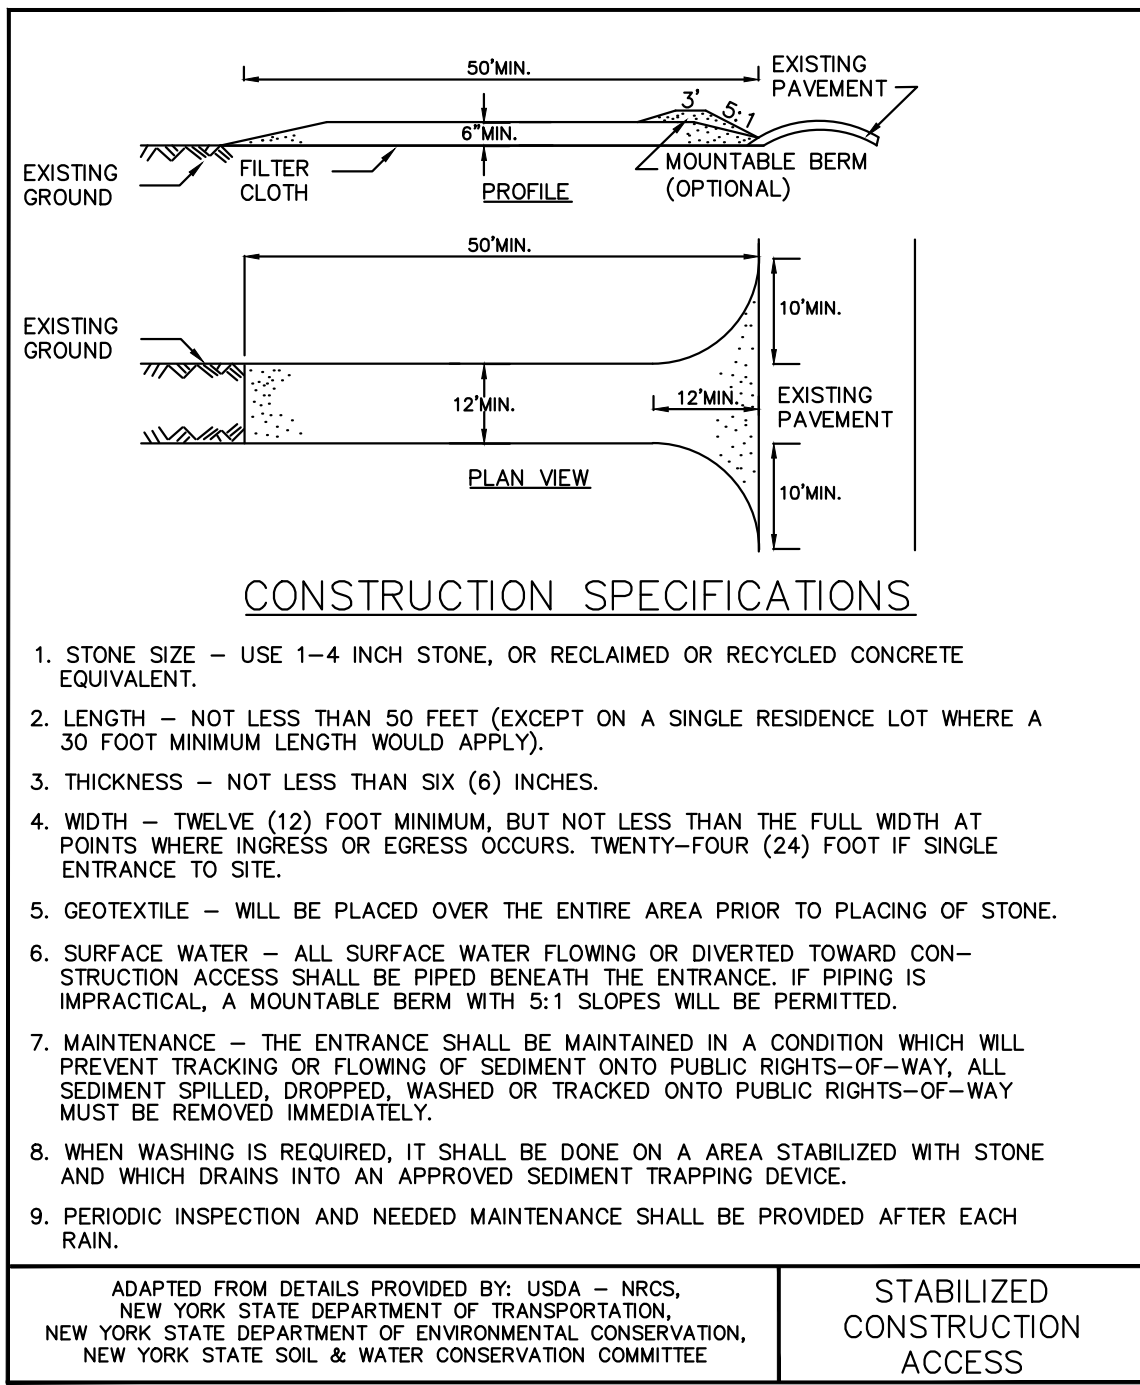 50'MIN.
EXISTING
PAVEMENT
3'
5:1
6"MIN.
EXISTING
GROUND
FILTER
CLOTH
PROFILE
MOUNTABLE BERM
(OPTIONAL)
50'MIN.
10'MIN.
EXISTING
GROUND
12'MIN.
12'MIN.
EXISTING
PAVEMENT
PLAN VIEW
10'MIN.
CONSTRUCTION SPECIFICATIONS
1. STONE SIZE – USE 1–4 INCH STONE, OR RECLAIMED OR RECYCLED CONCRETE
EQUIVALENT.
2. LENGTH – NOT LESS THAN 50 FEET (EXCEPT ON A SINGLE RESIDENCE LOT WHERE A
30 FOOT MINIMUM LENGTH WOULD APPLY).
3. THICKNESS – NOT LESS THAN SIX (6) INCHES.
4. WIDTH – TWELVE (12) FOOT MINIMUM, BUT NOT LESS THAN THE FULL WIDTH AT
POINTS WHERE INGRESS OR EGRESS OCCURS. TWENTY–FOUR (24) FOOT IF SINGLE
ENTRANCE TO SITE.
5. GEOTEXTILE – WILL BE PLACED OVER THE ENTIRE AREA PRIOR TO PLACING OF STONE.
6. SURFACE WATER – ALL SURFACE WATER FLOWING OR DIVERTED TOWARD CON–
STRUCTION ACCESS SHALL BE PIPED BENEATH THE ENTRANCE. IF PIPING IS
IMPRACTICAL, A MOUNTABLE BERM WITH 5:1 SLOPES WILL BE PERMITTED.
7. MAINTENANCE – THE ENTRANCE SHALL BE MAINTAINED IN A CONDITION WHICH WILL
PREVENT TRACKING OR FLOWING OF SEDIMENT ONTO PUBLIC RIGHTS–OF–WAY, ALL
SEDIMENT SPILLED, DROPPED, WASHED OR TRACKED ONTO PUBLIC RIGHTS–OF–WAY
MUST BE REMOVED IMMEDIATELY.
8. WHEN WASHING IS REQUIRED, IT SHALL BE DONE ON A AREA STABILIZED WITH STONE
AND WHICH DRAINS INTO AN APPROVED SEDIMENT TRAPPING DEVICE.
9. PERIODIC INSPECTION AND NEEDED MAINTENANCE SHALL BE PROVIDED AFTER EACH
RAIN.
ADAPTED FROM DETAILS PROVIDED BY: USDA – NRCS,
NEW YORK STATE DEPARTMENT OF TRANSPORTATION,
NEW YORK STATE DEPARTMENT OF ENVIRONMENTAL CONSERVATION,
NEW YORK STATE SOIL & WATER CONSERVATION COMMITTEE
STABILIZED
CONSTRUCTION
ACCESS